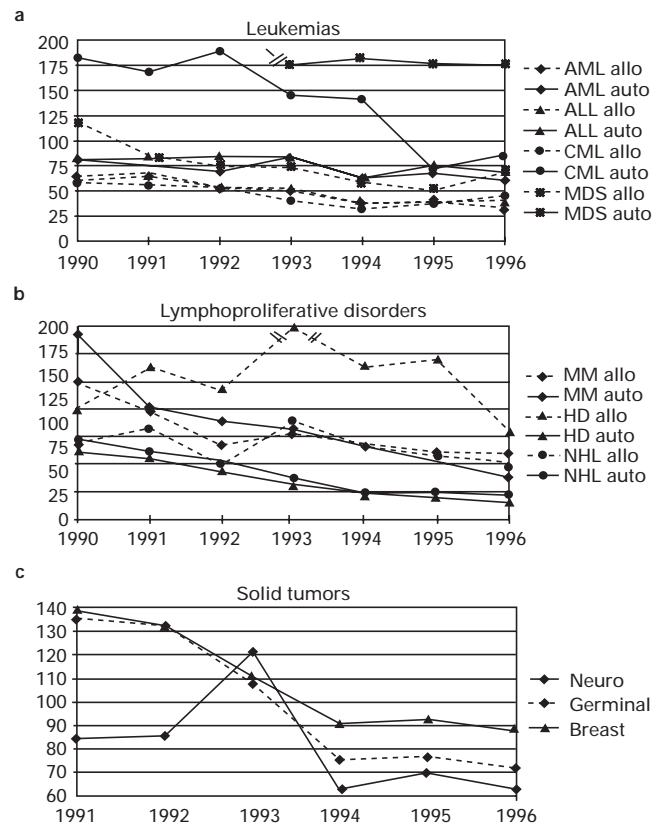 a
Leukemias
200
175
150
125
100
75
50
25
0
1990 1991 1992 1993 1994 1995 1996
AML allo
AML auto
ALL allo
ALL auto
CML allo
CML auto
MDS allo
MDS auto
b
Lymphoproliferative disorders
200
175
150
125
100
75
50
25
0
1990 1991 1992 1993 1994 1995 1996
MM allo
MM auto
HD allo
HD auto
NHL allo
NHL auto
c
Solid tumors
140
130
120
110
100
90
80
70
60
1991 1992 1993 1994 1995 1996
Neuro
Germinal
Breast